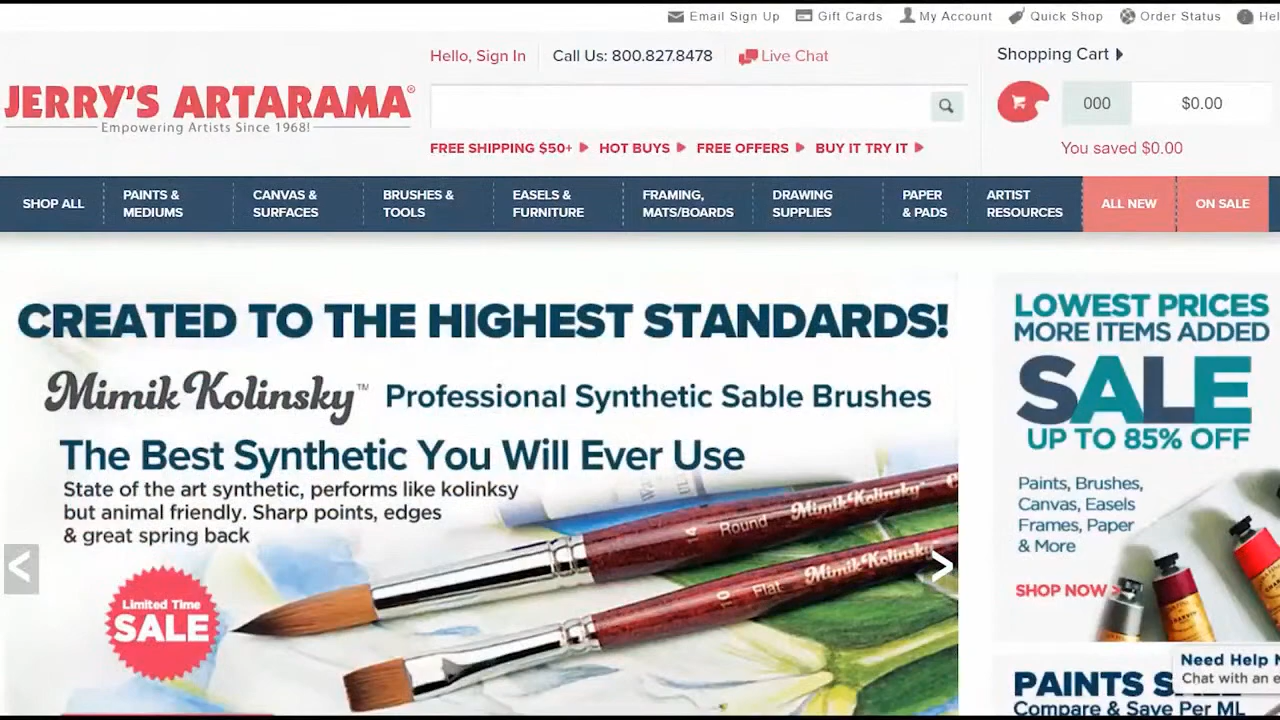 Email Sign Up Gift Cards My Account Quick Shop Order Status Hel
Hello, Sign In Call Us: 800.827.8478 Live Chat Shopping Cart
JERRY'S ARTARAMA®
Empowering Artists Since 1968!
000 $0.00
FREE SHIPPING $50+ HOT BUYS FREE OFFERS BUY IT TRY IT
You saved $0.00
SHOP ALL
PAINTS &
MEDIUMS
CANVAS &
SURFACES
BRUSHES &
TOOLS
EASELS &
FURNITURE
FRAMING,
MATS/BOARDS
DRAWING
SUPPLIES
PAPER
& PADS
ARTIST
RESOURCES
ALL NEW
ON SALE
CREATED TO THE HIGHEST STANDARDS!
Mimik Kolinsky™ Professional Synthetic Sable Brushes
The Best Synthetic You Will Ever Use
State of the art synthetic, performs like kolinksy
but animal friendly. Sharp points, edges
& great spring back
Limited Time
SALE
14 Round Mimik Kolinsky
10 Flat Mimik Kolinsky
LOWEST PRICES
MORE ITEMS ADDED
SALE
UP TO 85% OFF
Paints, Brushes,
Canvas, Easels
Frames, Paper
& More
SHOP NOW >
PAINTS
Compare & Save Per ML
Need Help N
Chat with an e